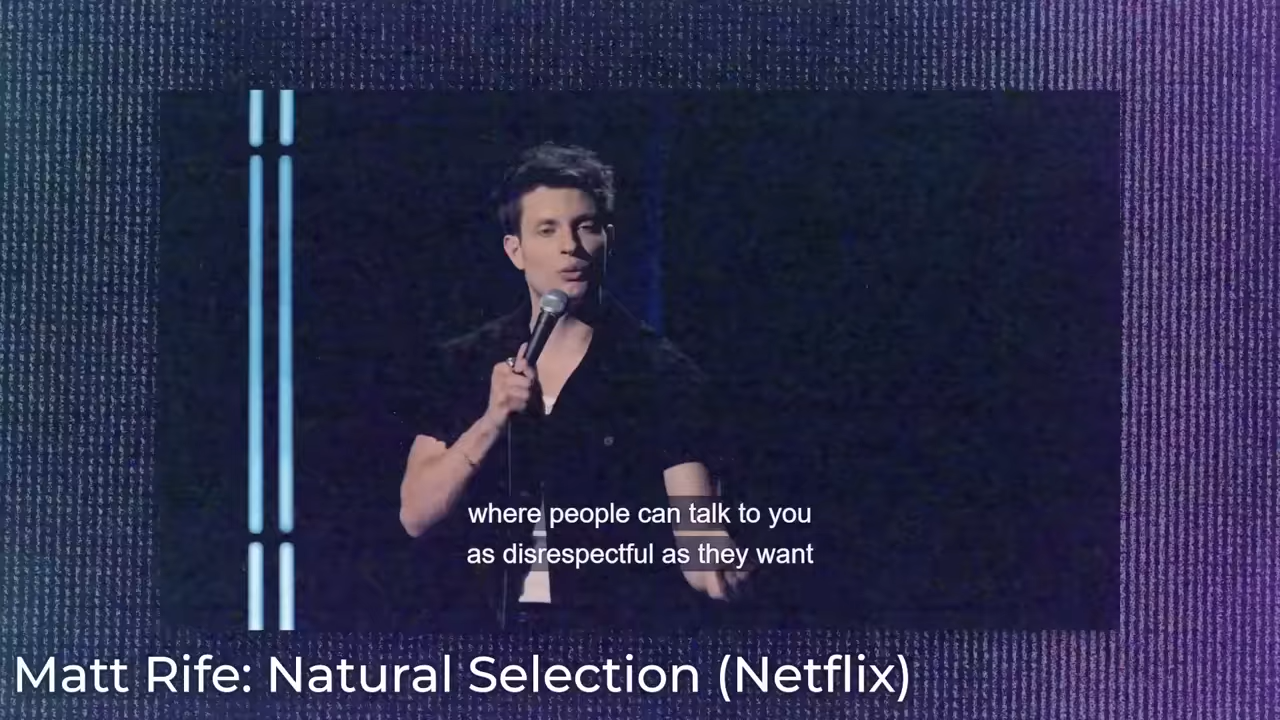 where people can talk to you
as disrespectful as they want
Matt Rife: Natural Selection (Netflix)